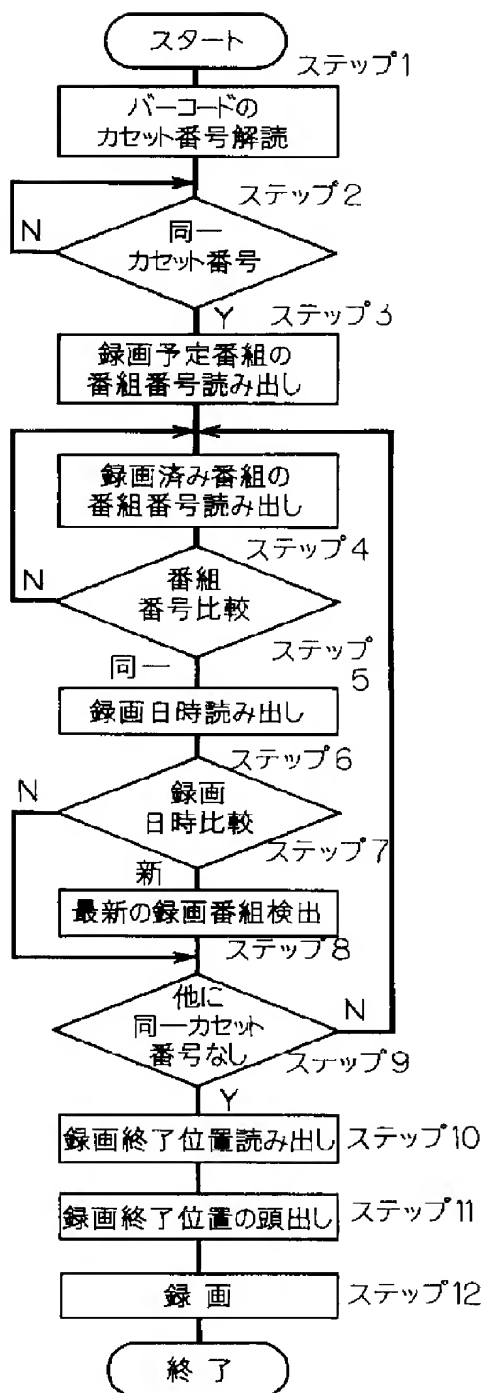 スタート
ステップ1
バーコードの
カセット番号解読
ステップ2
N
同一
カセット番号
Y
ステップ3
録画予定番組の
番組番号読み出し
録画済み番組の
番組番号読み出し
ステップ4
N
番組
番号比較
ステップ
5
同一
録画日時読み出し
ステップ6
N
録画
日時比較
ステップ7
新
最新の録画番組検出
ステップ8
他に
同一カセット
番号なし
N
ステップ9
Y
録画終了位置読み出し
ステップ10
録画終了位置の頭出し
ステップ11
録画
ステップ12
終了